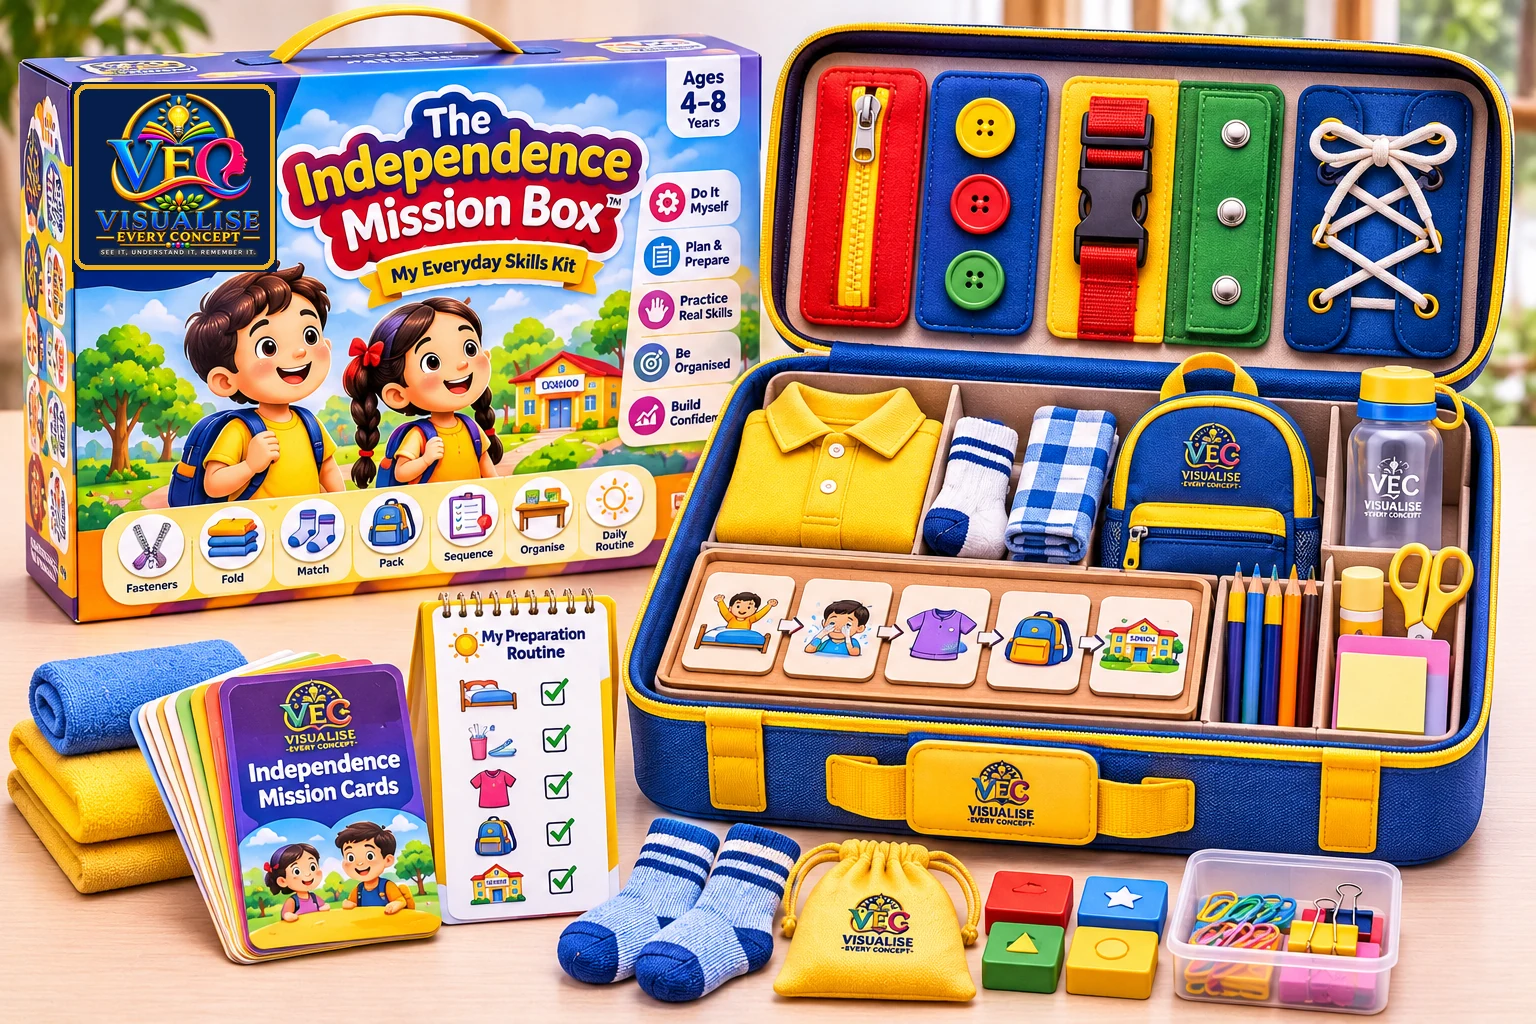 VEC
VISUALISE
EVERY CONCEPT
SEE IT, UNDERSTAND IT, REMEMBER IT.
The
Independence
Mission Box™
My Everyday Skills Kit
Ages
4–8
Years
Do It
Myself
Plan &
Prepare
Practice
Real Skills
Be
Organised
Build
Confiden
Fasteners
Fold
Match
Pack
Sequence
Organise
Daily
Routine
VEC
VISUALISE
EVERY CONCEPT
VEC
VISUALISE
EVERY CONCEPT
My Preparation
Routine
VEC
VISUALISE
EVERY CONCEPT
Independence
Mission Cards
VEC
VISUALISE
EVERY CONCEPT
VEC
VISUALISE
EVERY CONCEPT